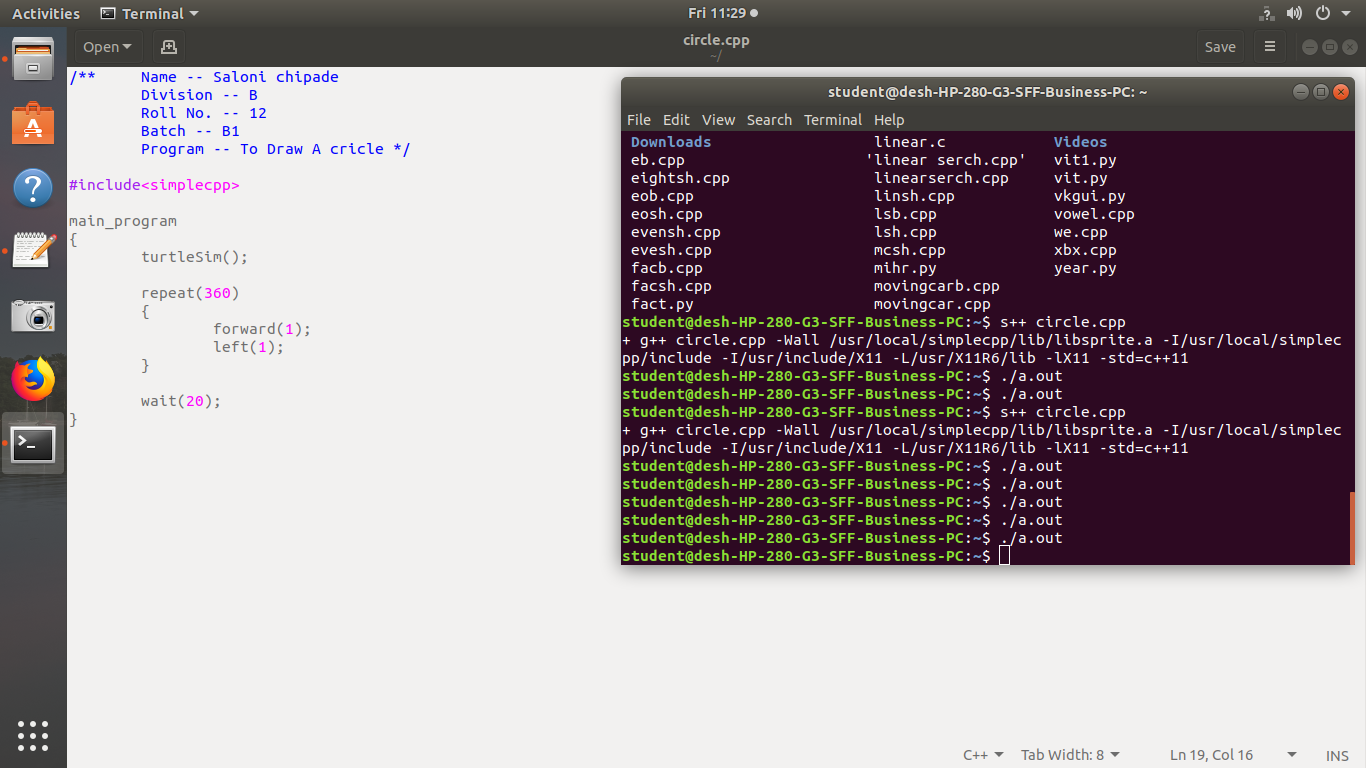 Activities Terminal Fri 11:29
Open circle.cpp Save
~/
/** Name -- Saloni chipade
Division -- B
Roll No. -- 12
Batch -- B1
Program -- To Draw A cricle */
#include<simplecpp>
main_program
{
turtleSim();
repeat(360)
{
forward(1);
left(1);
}
wait(20);
}
student@desh-HP-280-G3-SFF-Business-PC: ~
File Edit View Search Terminal Help
Downloads linear.c Videos
eb.cpp 'linear serch.cpp' vit1.py
eightsh.cpp linearserch.cpp vit.py
eob.cpp linsh.cpp vkgui.py
eosh.cpp lsb.cpp vowel.cpp
evensh.cpp lsh.cpp we.cpp
evesh.cpp mcsh.cpp xbx.cpp
facb.cpp mihr.py year.py
facsh.cpp movingcarb.cpp
fact.py movingcar.cpp
student@desh-HP-280-G3-SFF-Business-PC:~$ s++ circle.cpp
+ g++ circle.cpp -Wall /usr/local/simplecpp/lib/libsprite.a -I/usr/local/simplec
pp/include -I/usr/include/X11 -L/usr/X11R6/lib -lX11 -std=c++11
student@desh-HP-280-G3-SFF-Business-PC:~$ ./a.out
student@desh-HP-280-G3-SFF-Business-PC:~$ ./a.out
student@desh-HP-280-G3-SFF-Business-PC:~$ s++ circle.cpp
+ g++ circle.cpp -Wall /usr/local/simplecpp/lib/libsprite.a -I/usr/local/simplec
pp/include -I/usr/include/X11 -L/usr/X11R6/lib -lX11 -std=c++11
student@desh-HP-280-G3-SFF-Business-PC:~$ ./a.out
student@desh-HP-280-G3-SFF-Business-PC:~$ ./a.out
student@desh-HP-280-G3-SFF-Business-PC:~$ ./a.out
student@desh-HP-280-G3-SFF-Business-PC:~$ ./a.out
student@desh-HP-280-G3-SFF-Business-PC:~$ ./a.out
student@desh-HP-280-G3-SFF-Business-PC:~$
C++ Tab Width: 8 Ln 19, Col 16 INS